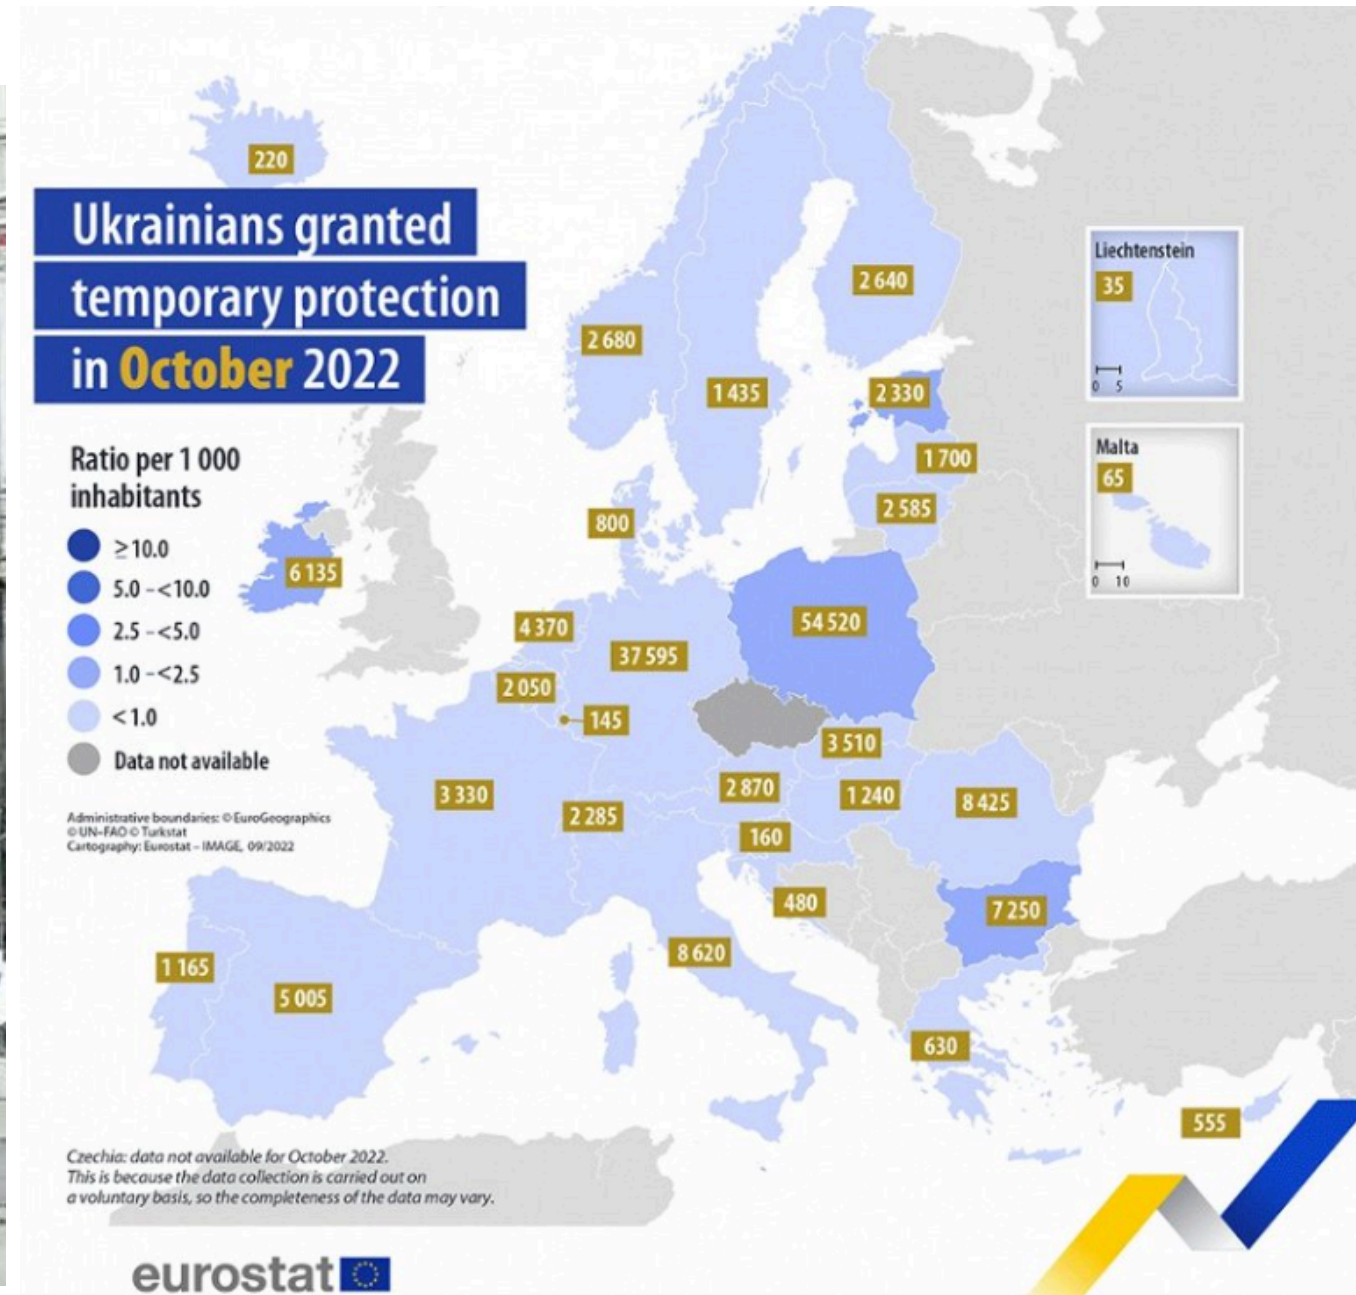 220
Ukrainians granted
temporary protection
in October 2022
Ratio per 1 000
inhabitants
≥10.0
5.0 -<10.0
2.5 -<5.0
1.0 -<2.5
<1.0
Data not available
Administrative boundaries: © EuroGeographics
© UN-FAO © Turkstat
Cartography: Eurostat - IMAGE, 09/2022
Liechtenstein
35
0 5
Malta
65
0 10
2 640
2 680
1 435
2 330
1 700
2 585
800
6 135
54 520
4 370
37 595
2 050
145
3 510
2 870
1 240
8 425
3 330
2 285
160
480
7 250
8 620
1 165
5 005
630
555
Czechia: data not available for October 2022.
This is because the data collection is carried out on
a voluntary basis, so the completeness of the data may vary.
eurostat